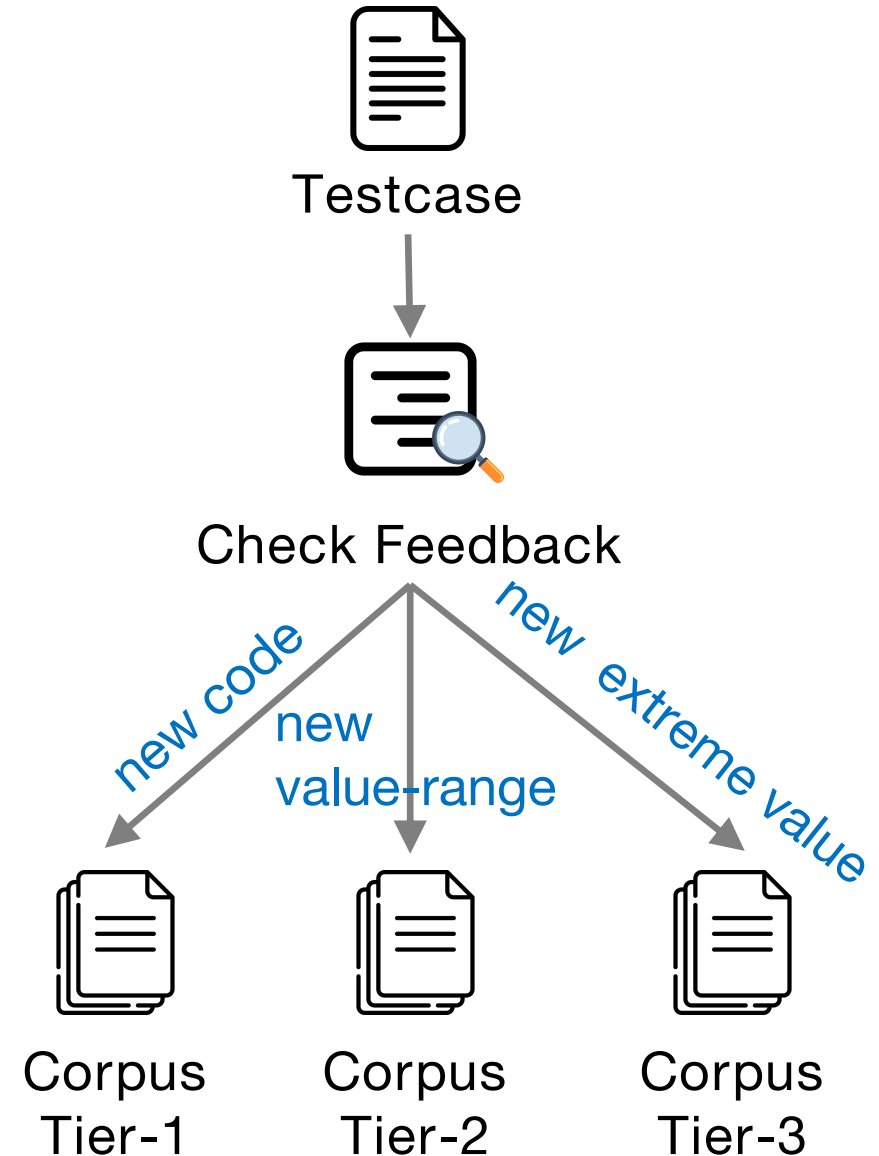 Testcase
Check Feedback
new code
new
value-range
new extreme value
Corpus
Tier-1
Corpus
Tier-2
Corpus
Tier-3